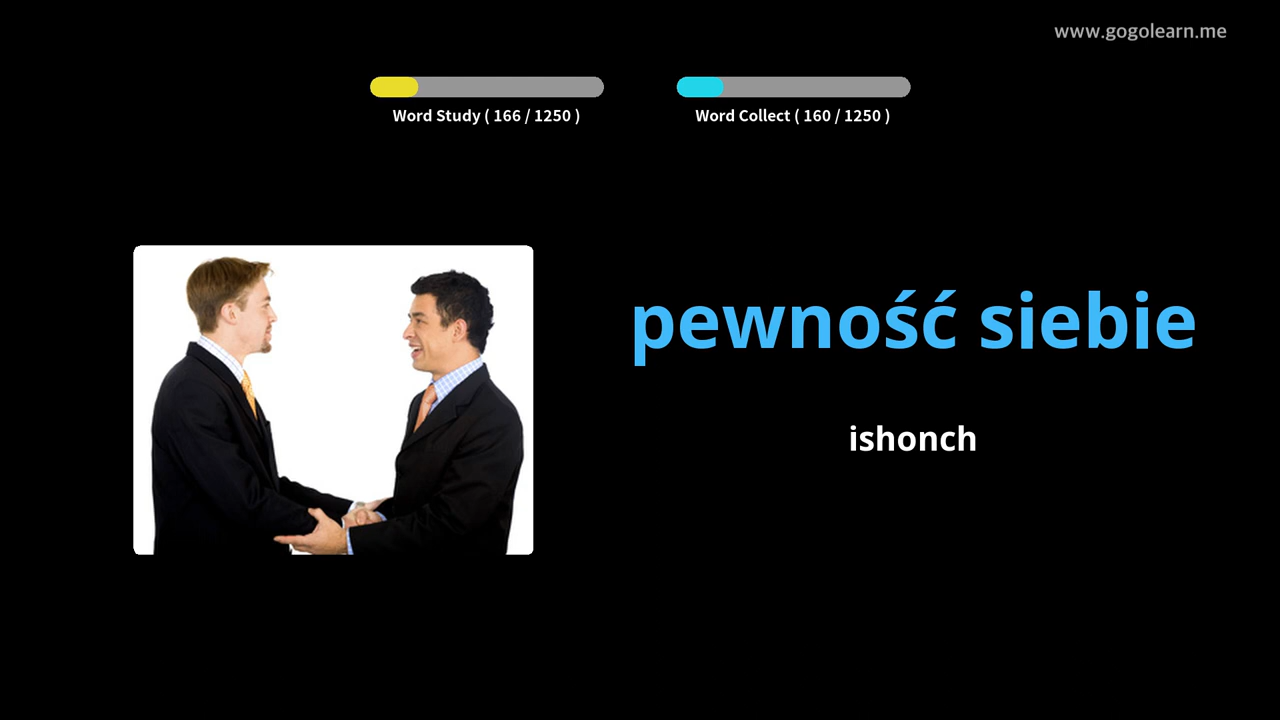 www.gogolearn.me
Word Study ( 166 / 1250 )
Word Collect ( 160 / 1250 )
pewność siebie
ishonch